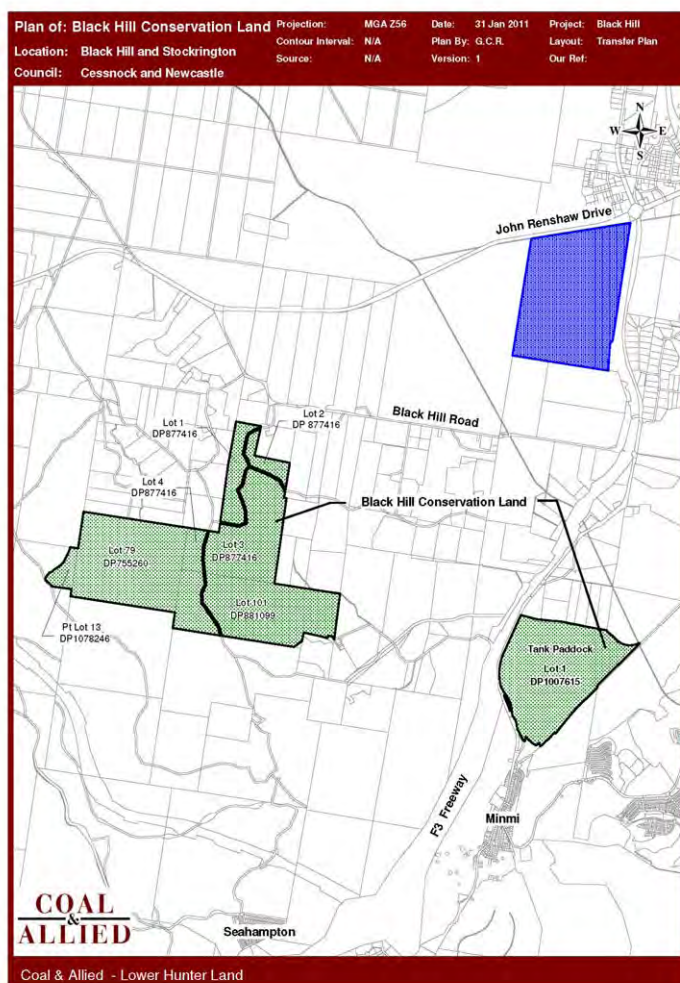 Plan of: Black Hill Conservation Land
Location: Black Hill and Stockrington
Council: Cessnock and Newcastle
Projection: MGA Z56
Contour Interval: N/A
Source: N/A
Date: 31 Jan 2011
Plan By: G.C.R.
Version: 1
Project: Black Hill
Layout: Transfer Plan
Our Ref:
N
W E
S
John Renshaw Drive
Lot 1
DP877416
Lot 2
DP 877416
Black Hill Road
Lot 4
DP877416
Black Hill Conservation Land
Lot 79
DP755260
Lot 3
DP877416
Lot 101
DP881099
Pt Lot 13
DP1078246
Tank Paddock
Lot 1
DP1007615
F3 Freeway
Minmi
COAL
&
ALLIED
Seahampton
Coal & Allied - Lower Hunter Land